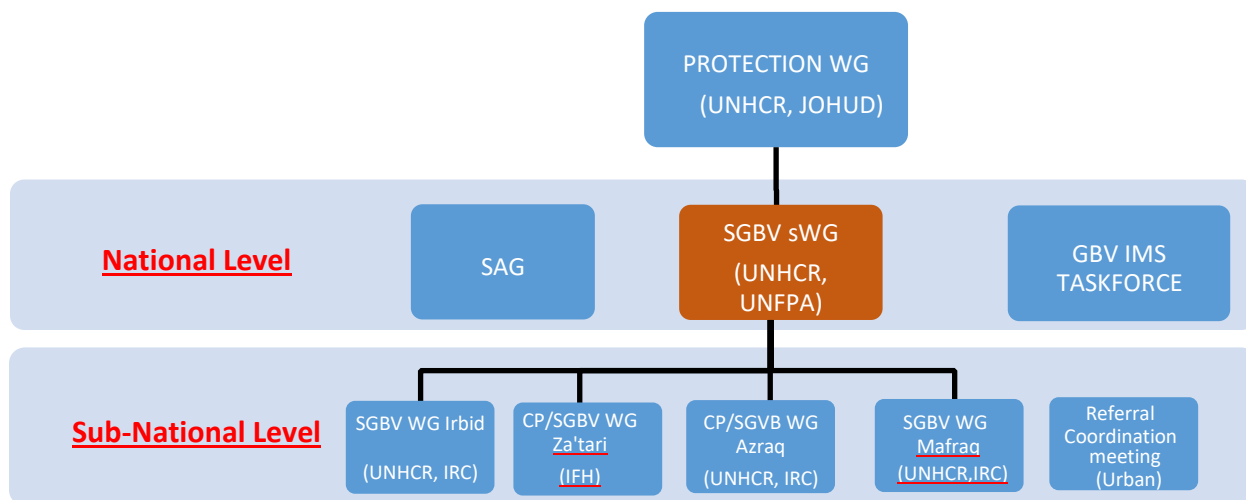 PROTECTION WG
(UNHCR, JOHUD)
National Level
SAG
SGBV sWG
(UNHCR,
UNFPA)
GBV IMS
TASKFORCE
Sub-National Level
SGBV WG Irbid
(UNHCR, IRC)
CP/SGBV WG
Za'tari
(IFH)
CP/SGVB WG
Azraq
(UNHCR, IRC)
SGBV WG
Mafraq
(UNHCR,IRC)
Referral
Coordination
meeting
(Urban)